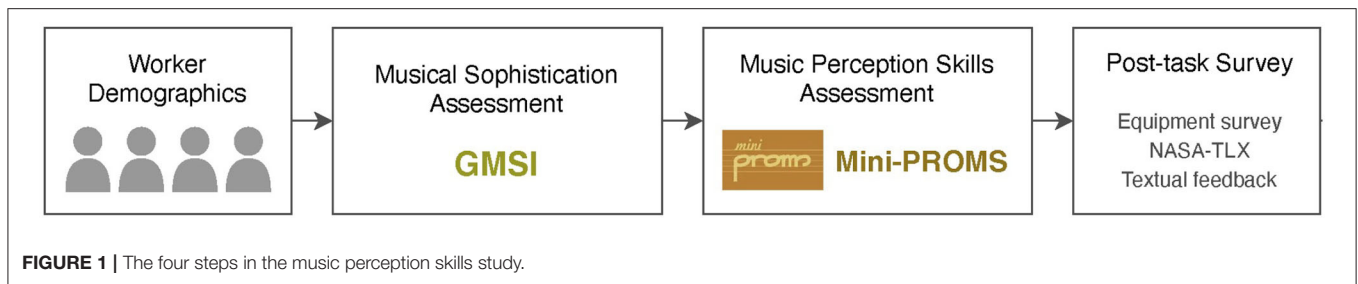 Worker
Demographics
Musical Sophistication
Assessment
GMSI
Music Perception Skills
Assessment
mini
proms
Mini-PROMS
Post-task Survey
Equipment survey
NASA-TLX
Textual feedback
FIGURE 1 | The four steps in the music perception skills study.